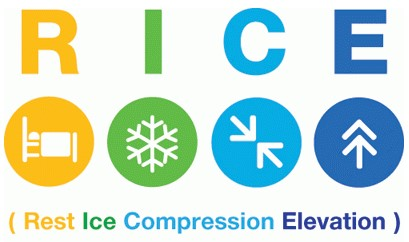 R I C E
( Rest Ice Compression Elevation )